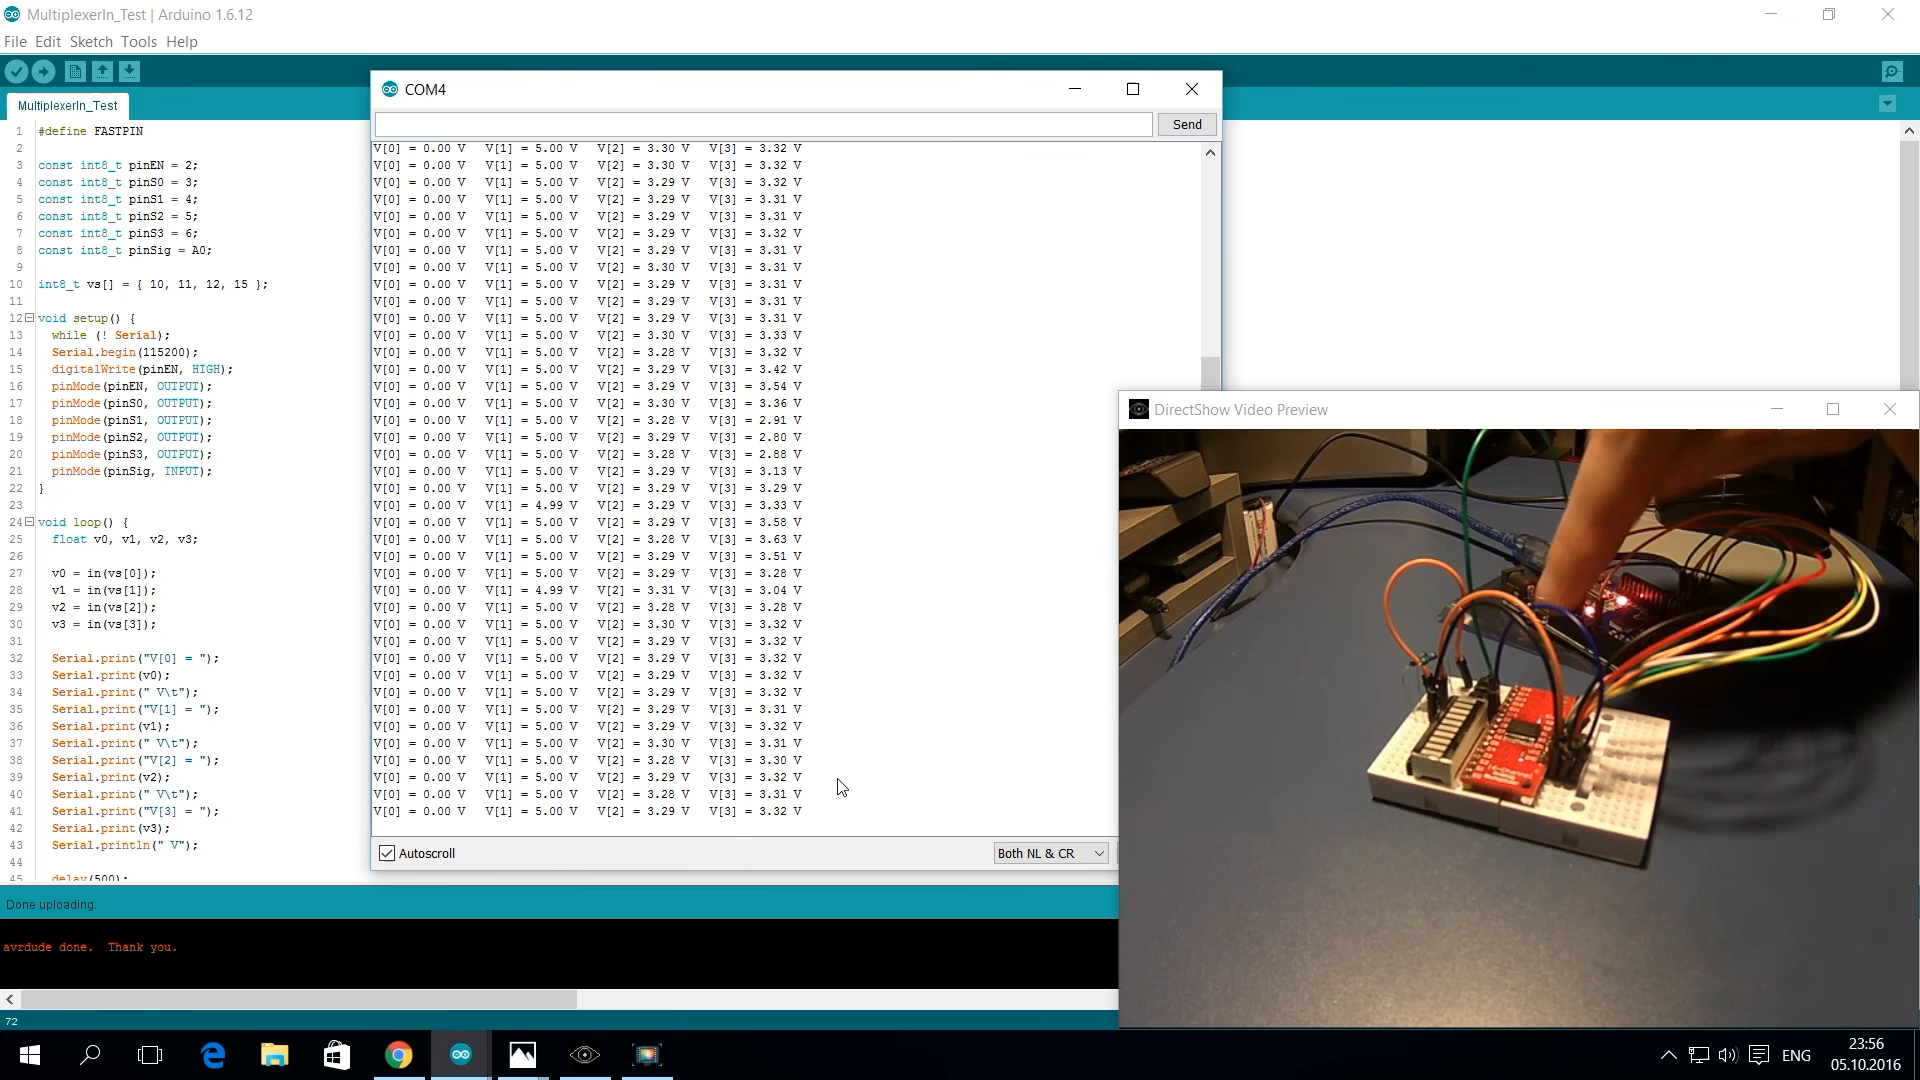 MultiplexerIn_Test | Arduino 1.6.12
File Edit Sketch Tools Help
MultiplexerIn_Test
1 #define FASTPIN
2
3 const int8_t pinEN = 2;
4 const int8_t pinS0 = 3;
5 const int8_t pinS1 = 4;
6 const int8_t pinS2 = 5;
7 const int8_t pinS3 = 6;
8 const int8_t pinSig = A0;
9
10 int8_t vs[] = { 10, 11, 12, 15 };
11
12 void setup() {
13 while (! Serial);
14 Serial.begin(115200);
15 digitalWrite(pinEN, HIGH);
16 pinMode(pinEN, OUTPUT);
17 pinMode(pinS0, OUTPUT);
18 pinMode(pinS1, OUTPUT);
19 pinMode(pinS2, OUTPUT);
20 pinMode(pinS3, OUTPUT);
21 pinMode(pinSig, INPUT);
22 }
23
24 void loop() {
25 float v0, v1, v2, v3;
26
27 v0 = in(vs[0]);
28 v1 = in(vs[1]);
29 v2 = in(vs[2]);
30 v3 = in(vs[3]);
31
32 Serial.print("V[0] = ");
33 Serial.print(v0);
34 Serial.print(" V\t");
35 Serial.print("V[1] = ");
36 Serial.print(v1);
37 Serial.print(" V\t");
38 Serial.print("V[2] = ");
39 Serial.print(v2);
40 Serial.print(" V\t");
41 Serial.print("V[3] = ");
42 Serial.print(v3);
43 Serial.println(" V");
44
45 delay(500);
COM4
Send
V[0] = 0.00 V V[1] = 5.00 V V[2] = 3.30 V V[3] = 3.32 V
V[0] = 0.00 V V[1] = 5.00 V V[2] = 3.30 V V[3] = 3.32 V
V[0] = 0.00 V V[1] = 5.00 V V[2] = 3.29 V V[3] = 3.32 V
V[0] = 0.00 V V[1] = 5.00 V V[2] = 3.29 V V[3] = 3.31 V
V[0] = 0.00 V V[1] = 5.00 V V[2] = 3.29 V V[3] = 3.31 V
V[0] = 0.00 V V[1] = 5.00 V V[2] = 3.29 V V[3] = 3.32 V
V[0] = 0.00 V V[1] = 5.00 V V[2] = 3.29 V V[3] = 3.31 V
V[0] = 0.00 V V[1] = 5.00 V V[2] = 3.30 V V[3] = 3.31 V
V[0] = 0.00 V V[1] = 5.00 V V[2] = 3.29 V V[3] = 3.31 V
V[0] = 0.00 V V[1] = 5.00 V V[2] = 3.29 V V[3] = 3.31 V
V[0] = 0.00 V V[1] = 5.00 V V[2] = 3.29 V V[3] = 3.31 V
V[0] = 0.00 V V[1] = 5.00 V V[2] = 3.30 V V[3] = 3.33 V
V[0] = 0.00 V V[1] = 5.00 V V[2] = 3.28 V V[3] = 3.32 V
V[0] = 0.00 V V[1] = 5.00 V V[2] = 3.29 V V[3] = 3.42 V
V[0] = 0.00 V V[1] = 5.00 V V[2] = 3.29 V V[3] = 3.54 V
V[0] = 0.00 V V[1] = 5.00 V V[2] = 3.30 V V[3] = 3.36 V
V[0] = 0.00 V V[1] = 5.00 V V[2] = 3.28 V V[3] = 2.91 V
V[0] = 0.00 V V[1] = 5.00 V V[2] = 3.29 V V[3] = 2.80 V
V[0] = 0.00 V V[1] = 5.00 V V[2] = 3.28 V V[3] = 2.88 V
V[0] = 0.00 V V[1] = 5.00 V V[2] = 3.29 V V[3] = 3.13 V
V[0] = 0.00 V V[1] = 5.00 V V[2] = 3.29 V V[3] = 3.29 V
V[0] = 0.00 V V[1] = 4.99 V V[2] = 3.29 V V[3] = 3.33 V
V[0] = 0.00 V V[1] = 5.00 V V[2] = 3.29 V V[3] = 3.58 V
V[0] = 0.00 V V[1] = 5.00 V V[2] = 3.28 V V[3] = 3.63 V
V[0] = 0.00 V V[1] = 5.00 V V[2] = 3.29 V V[3] = 3.51 V
V[0] = 0.00 V V[1] = 5.00 V V[2] = 3.29 V V[3] = 3.28 V
V[0] = 0.00 V V[1] = 4.99 V V[2] = 3.31 V V[3] = 3.04 V
V[0] = 0.00 V V[1] = 5.00 V V[2] = 3.28 V V[3] = 3.28 V
V[0] = 0.00 V V[1] = 5.00 V V[2] = 3.30 V V[3] = 3.32 V
V[0] = 0.00 V V[1] = 5.00 V V[2] = 3.29 V V[3] = 3.32 V
V[0] = 0.00 V V[1] = 5.00 V V[2] = 3.29 V V[3] = 3.32 V
V[0] = 0.00 V V[1] = 5.00 V V[2] = 3.29 V V[3] = 3.32 V
V[0] = 0.00 V V[1] = 5.00 V V[2] = 3.29 V V[3] = 3.32 V
V[0] = 0.00 V V[1] = 5.00 V V[2] = 3.29 V V[3] = 3.31 V
V[0] = 0.00 V V[1] = 5.00 V V[2] = 3.29 V V[3] = 3.32 V
V[0] = 0.00 V V[1] = 5.00 V V[2] = 3.30 V V[3] = 3.31 V
V[0] = 0.00 V V[1] = 5.00 V V[2] = 3.28 V V[3] = 3.30 V
V[0] = 0.00 V V[1] = 5.00 V V[2] = 3.29 V V[3] = 3.32 V
V[0] = 0.00 V V[1] = 5.00 V V[2] = 3.28 V V[3] = 3.31 V
V[0] = 0.00 V V[1] = 5.00 V V[2] = 3.29 V V[3] = 3.32 V
Autoscroll
Both NL & CR
DirectShow Video Preview
Done uploading.
avrdude done. Thank you.
72
ENG
23:56
05.10.2016